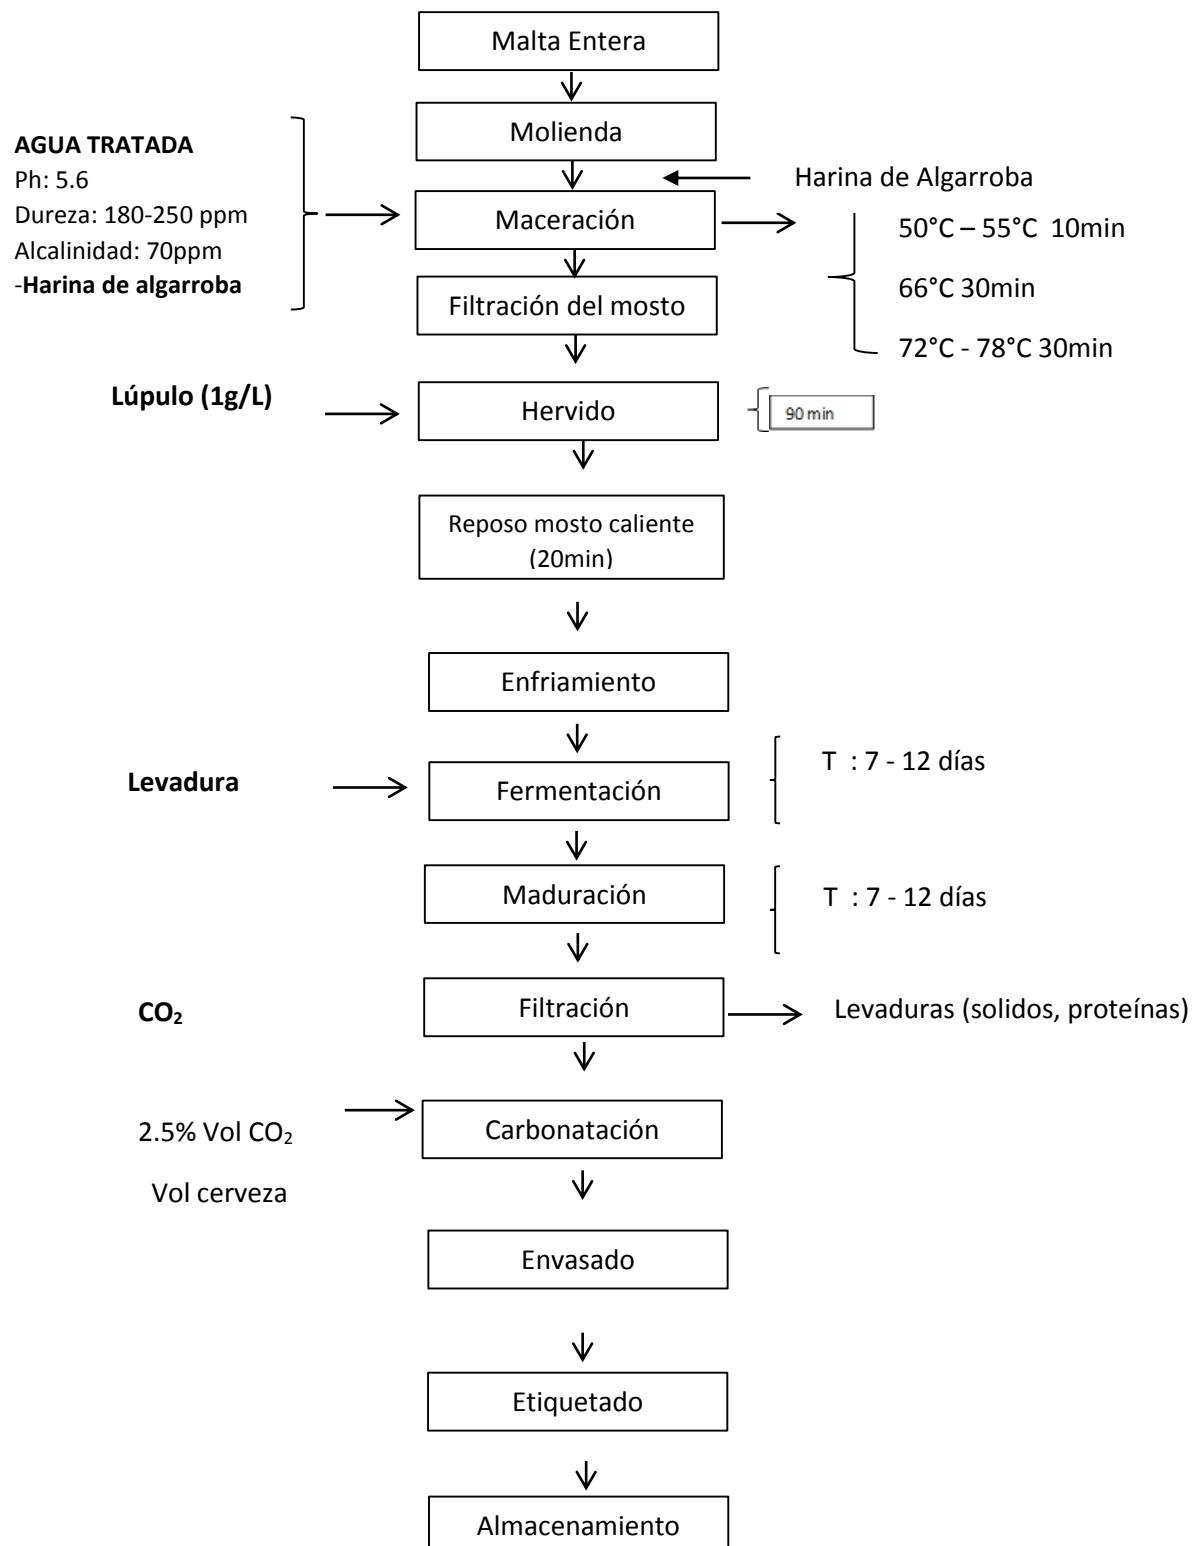 Malta Entera
Molienda
AGUA TRATADA
Ph: 5.6
Dureza: 180-250 ppm
Alcalinidad: 70ppm
-Harina de algarroba
Harina de Algarroba
Maceración
50°C – 55°C 10min
66°C 30min
72°C - 78°C 30min
Filtración del mosto
Lúpulo (1g/L)
Hervido
90 min
Reposo mosto caliente
(20min)
Enfriamiento
Levadura
Fermentación
T : 7 - 12 días
Maduración
T : 7 - 12 días
CO₂
Filtración
Levaduras (solidos, proteínas)
2.5% Vol CO₂
Vol cerveza
Carbonatación
Envasado
Etiquetado
Almacenamiento